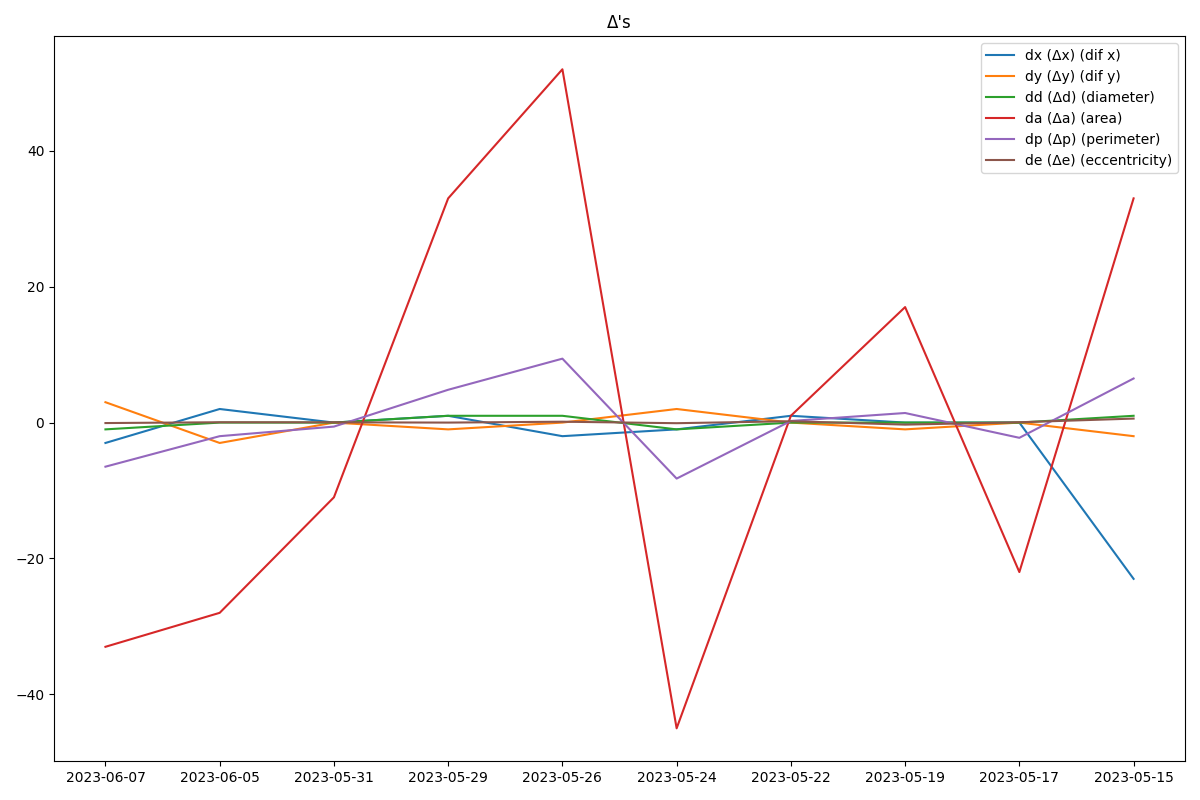 Δ's
dx (Δx) (dif x)
dy (Δy) (dif y)
dd (Δd) (diameter)
da (Δa) (area)
dp (Δp) (perimeter)
de (Δe) (eccentricity)
40
20
0
−20
−40
2023-06-07 2023-06-05 2023-05-31 2023-05-29 2023-05-26 2023-05-24 2023-05-22 2023-05-19 2023-05-17 2023-05-15